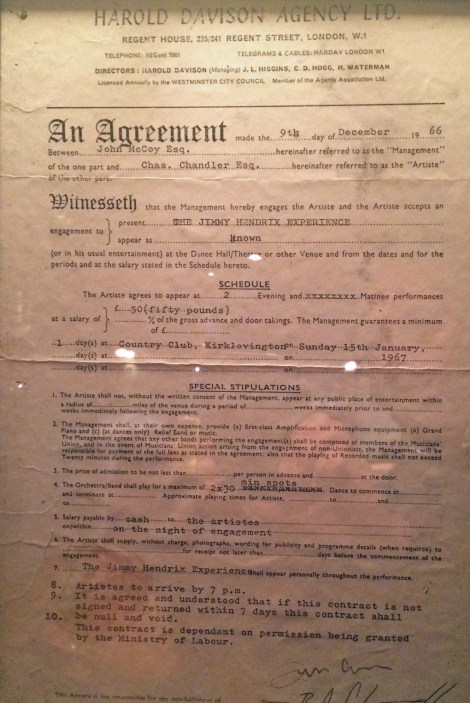 HAROLD DAVISON AGENCY LTD.
REGENT HOUSE, 235/241 REGENT STREET, LONDON, W.1
TELEPHONE: REGent 7961 TELEGRAMS & CABLES: HARDAV LONDON W1
DIRECTORS: HAROLD DAVISON (Managing) J. L. HIGGINS, C. D. HOGG, H. WATERMAN
Licensed Annually by the WESTMINSTER CITY COUNCIL Member of the Agents Association Ltd.
An Agreement made the 9th day of December 19 66
Between John McCoy Esq. hereinafter referred to as the "Management"
of the one part and Chas. Chandler Esq. hereinafter referred to as the "Artiste"
of the other part.
Witnesseth that the Management hereby engages the Artiste and the Artiste accepts an
engagement to } present THE JIMMY HENDRIX EXPERIENCE
appear as known
(or in his usual entertainment) at the Dance Hall/Theatre or other Venue and from the dates and for the
periods and at the salary stated in the Schedule hereto.
SCHEDULE
The Artiste agrees to appear at 2 Evening and xxxxxxxx Matinee performances
at a salary of } £ 50(fifty pounds)
% of the gross advance and door takings. The Management guarantees a minimum
of £
1 day(s) at Country Club, Kirklevington on Sunday 15th January,
day(s) at on 1967
day(s) at on
SPECIAL STIPULATIONS
1. The Artiste shall not, without the written consent of the Management, appear at any public place of entertainment within
a radius of miles of the venue during a period of weeks immediately prior to and
weeks immediately following the engagement.
2. The Management shall, at their own expense, provide (a) first-class Amplification and Microphone equipment (b) Grand
Piano and (c) (at dances only) Relief Band or music.
The Management agrees that any other bands performing the engagement(s) shall be composed of members of the Musicians'
Union, and in the event of Musicians Union action arising from the engagement of non-Unionists, the Management will be
responsible for payment of the full fees as stated in the agreement; also that the playing of Recorded music shall not exceed
Twenty minutes during the performance.
3. The price of admission to be not less than per person in advance and at the door.
4. The Orchestra/Band shall play for a maximum of 2x30 min spots Dance to commence at
and terminate at Approximate playing times for Artiste, to and
5. Salary payable by cash to the artistes
on/within on the night of engagement
6. The Artiste shall supply, without charge, photographs, wording for publicity and programme details (when required) to
for receipt not later than days before the commencement of the
engagement.
7. The Jimmy Hendrix Experience shall appear personally throughout the performance.
8. Artistes to arrive by 7 p.m.
9. It is agreed and understood that if this contract is not
signed and returned within 7 days this contract shall
be null and void.
10. This contract is dependant on permission being granted
by the Ministry of Labour.